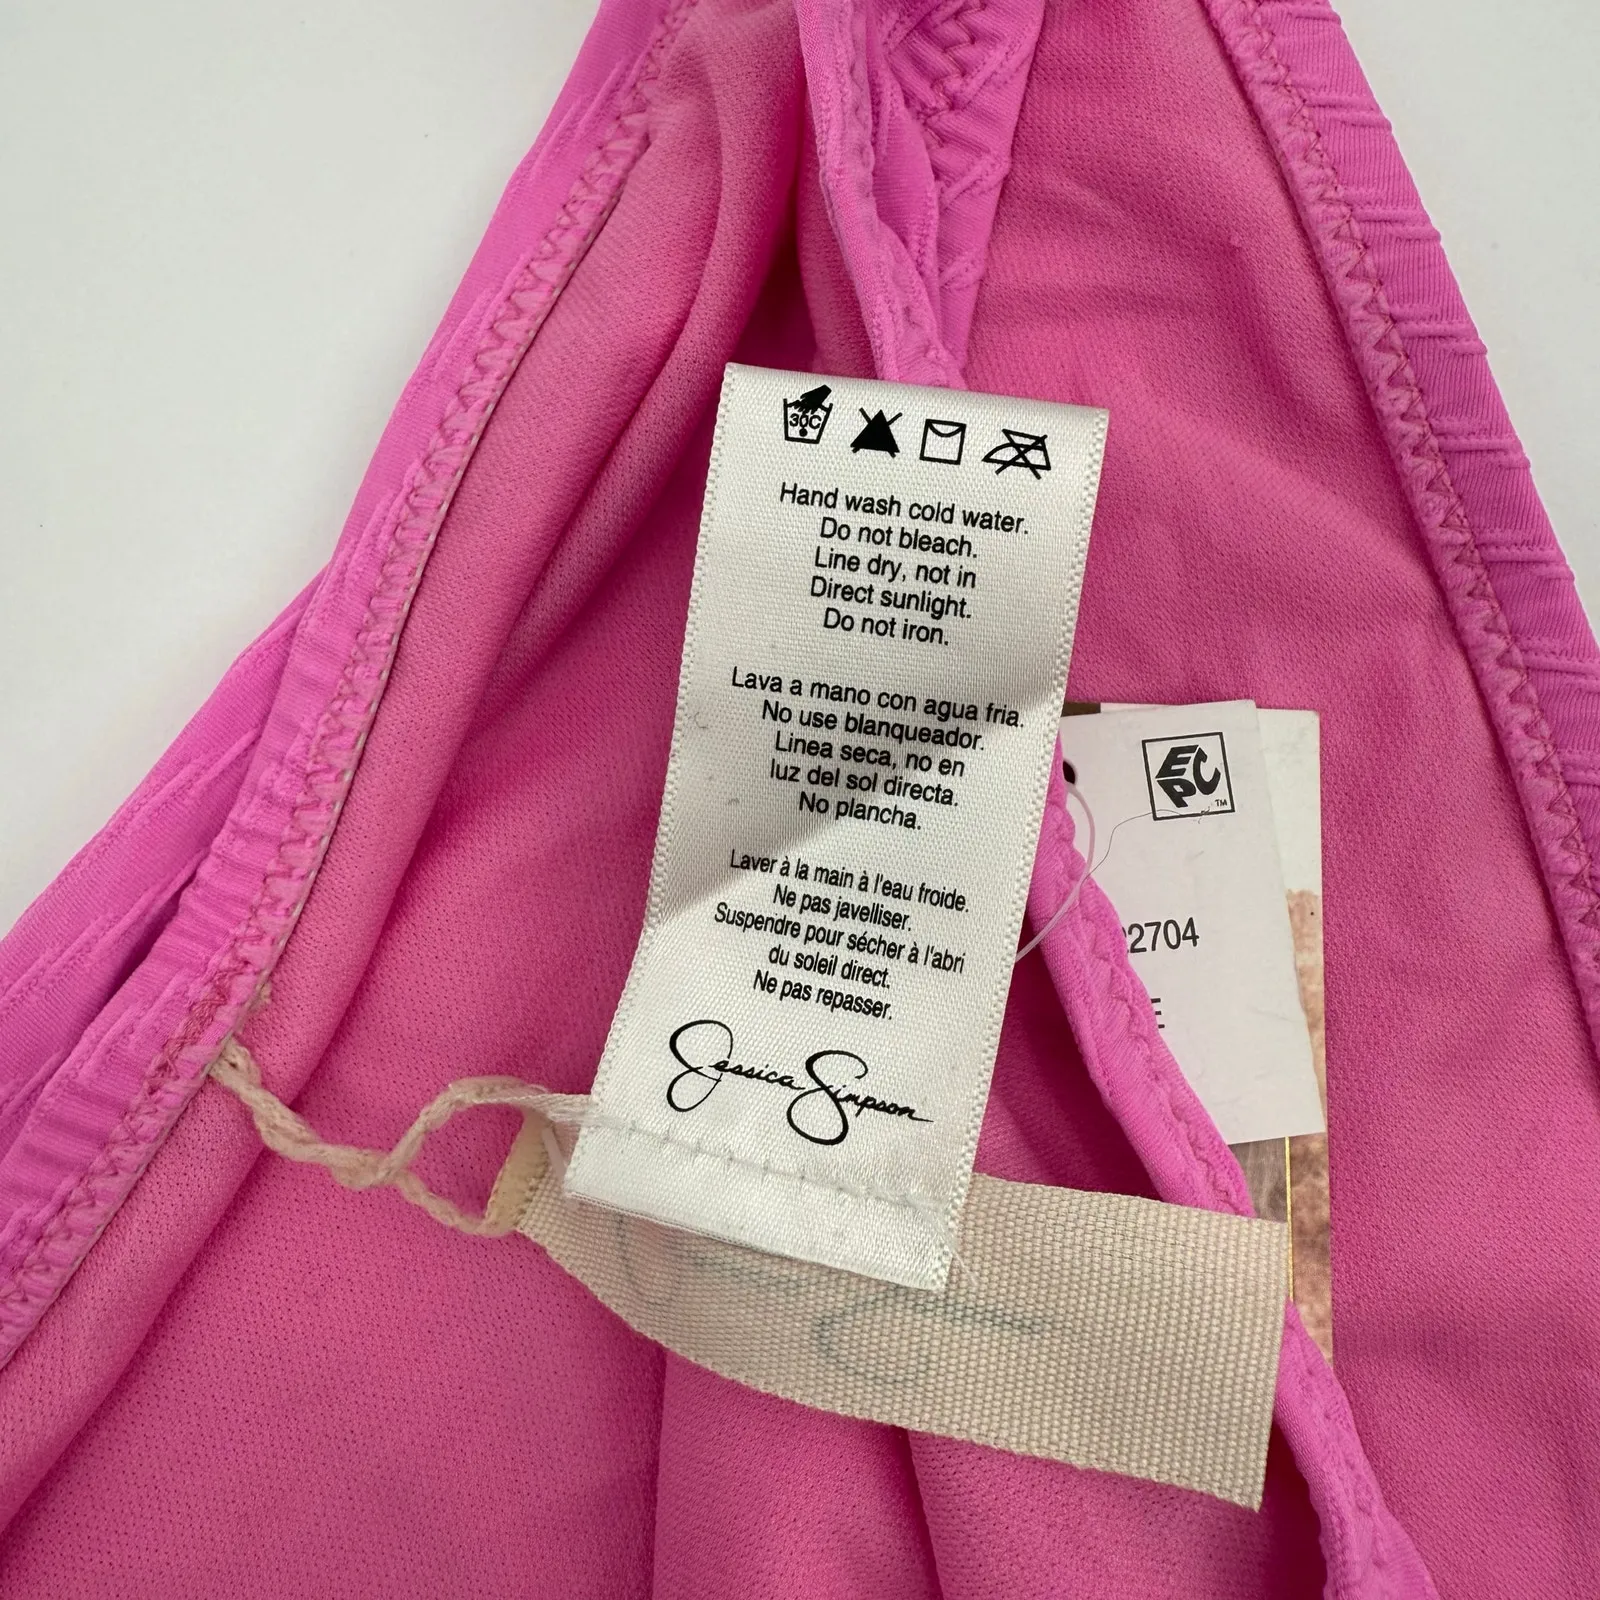 30C
Hand wash cold water.
Do not bleach.
Line dry, not in
Direct sunlight.
Do not iron.
Lava a mano con agua fria.
No use blanqueador.
Linea seca, no en
luz del sol directa.
No plancha.
Laver à la main à l'eau froide.
Ne pas javelliser.
Suspendre pour sécher à l'abri
du soleil direct.
Ne pas repasser.
Jessica Simpson
EPC
TM
2704
E